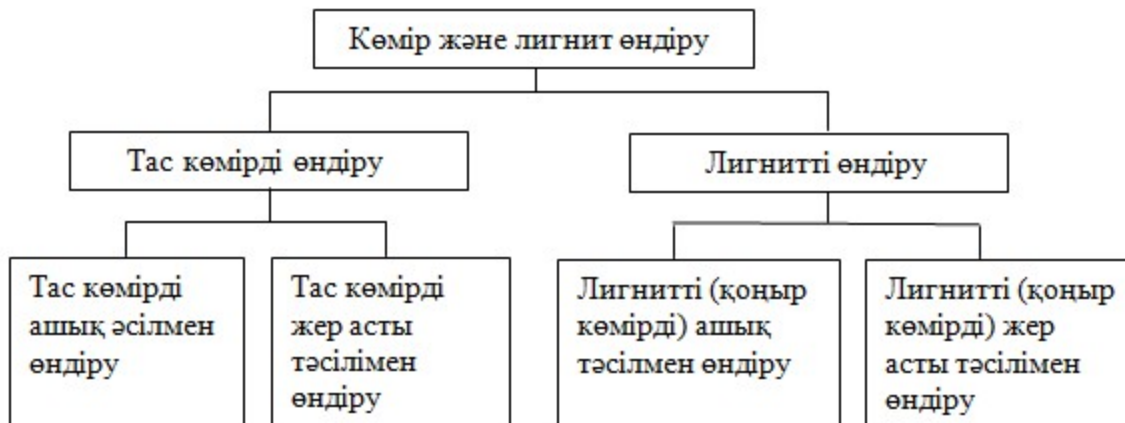 Көмір және лигнит өндіру
Тас көмірді өндіру
Лигнитті өндіру
Тас көмірді
ашық әсілмен
өндіру
Тас көмірді
жер асты
тәсілімен
өндіру
Лигнитті (қоңыр
көмірді) ашық
тәсілмен өндіру
Лигнитті (қоңыр
көмірді) жер
асты тәсілімен
өндіру